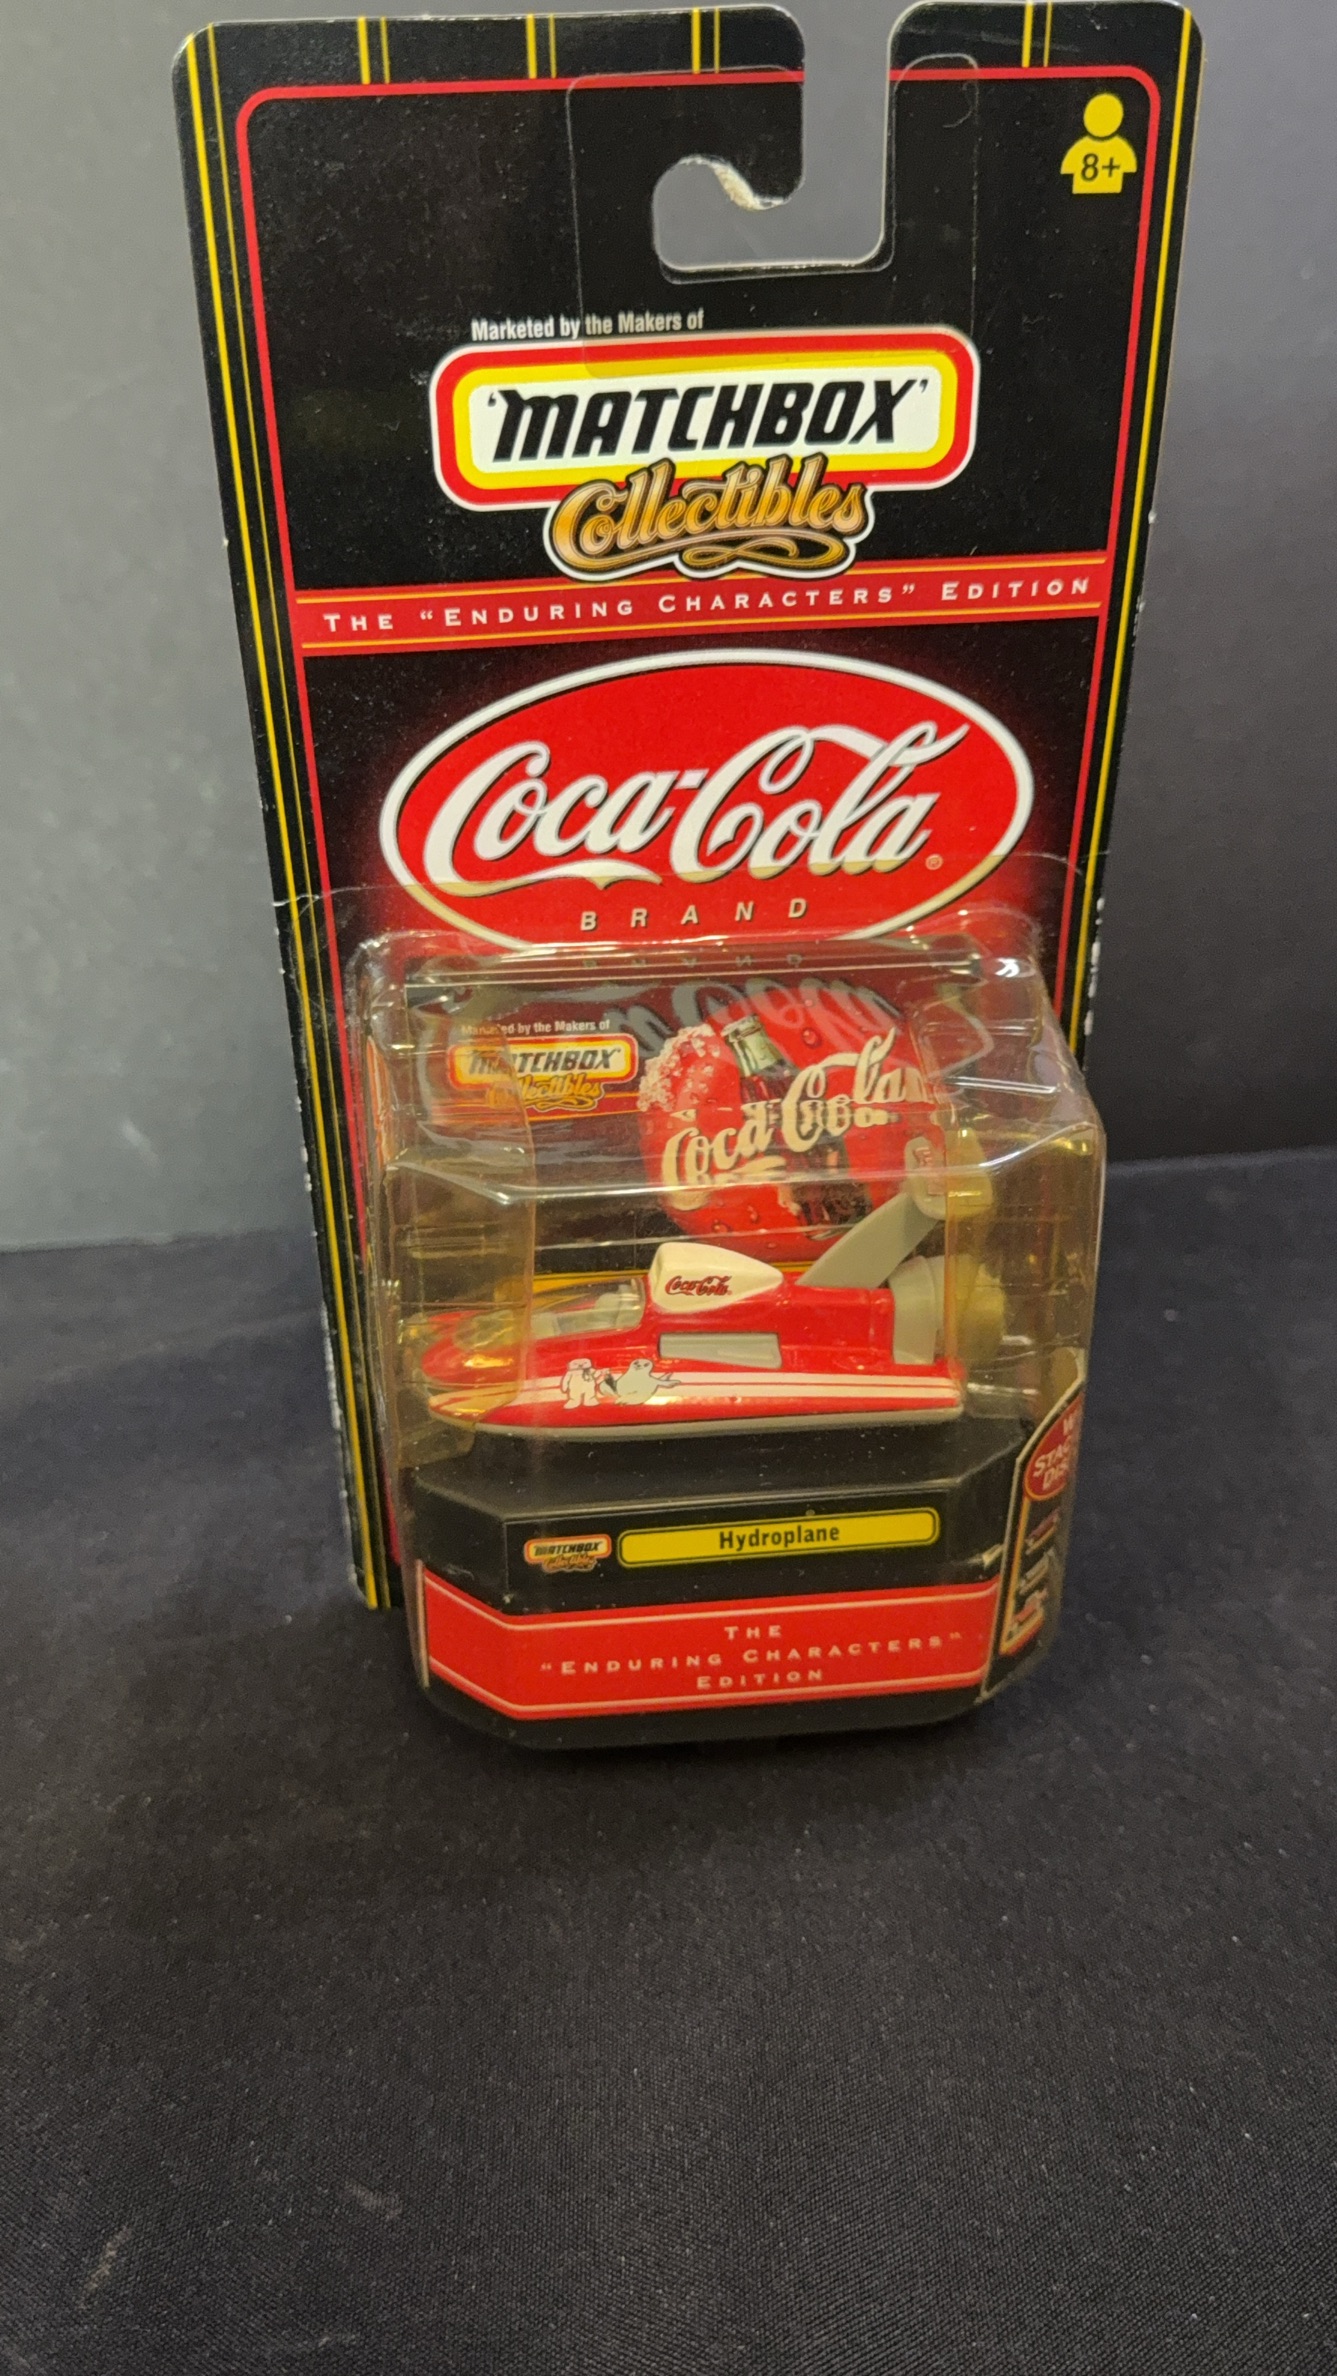 8+
Marketed by the Makers of
'MATCHBOX'
Collectibles
THE "ENDURING CHARACTERS" EDITION
Coca-Cola®
BRAND
Marketed by the Makers of
'MATCHBOX'
Collectibles
Coca-Cola
Coca-Cola
'MATCHBOX'
Collectibles
Hydroplane
THE
"ENDURING CHARACTERS"
EDITION